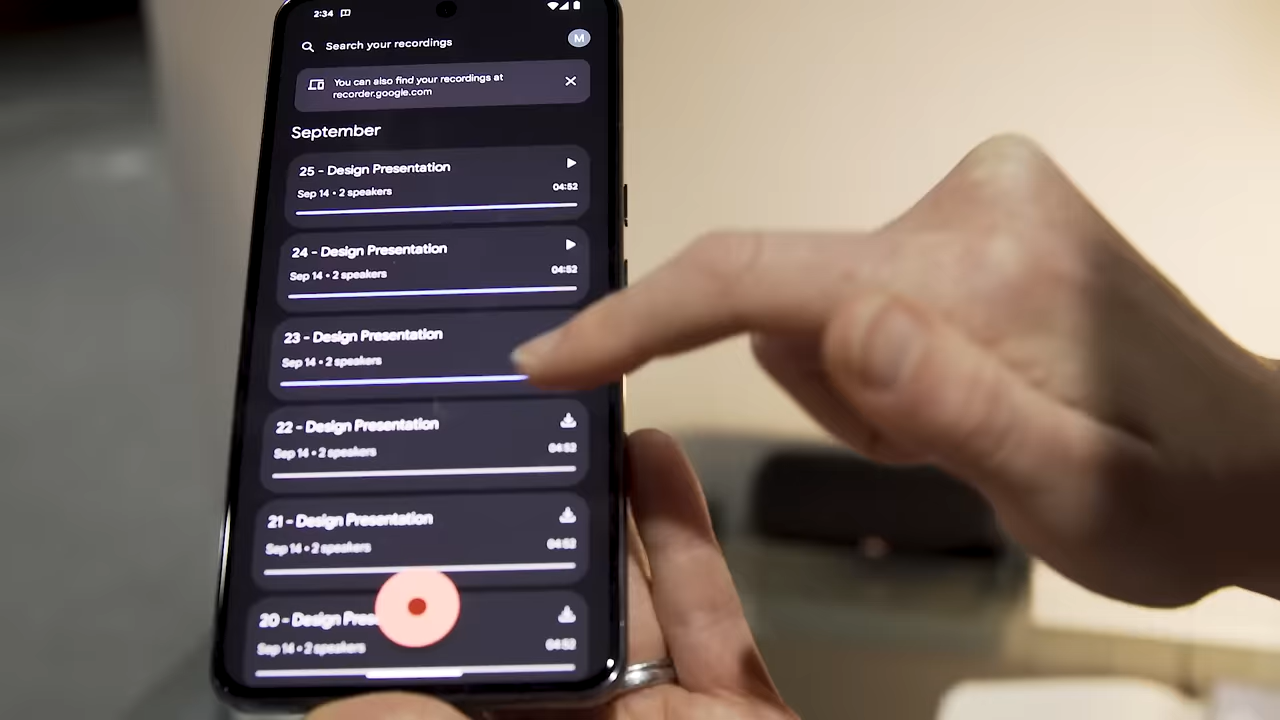 2:34
Search your recordings
M
You can also find your recordings at
recorder.google.com
September
25 - Design Presentation
Sep 14 • 2 speakers
04:52
24 - Design Presentation
Sep 14 • 2 speakers
04:52
23 - Design Presentation
Sep 14 • 2 speakers
22 - Design Presentation
Sep 14 • 2 speakers
04:52
21 - Design Presentation
Sep 14 • 2 speakers
04:52
20 - Design Pres
Sep 14 • 2 speakers
04:52